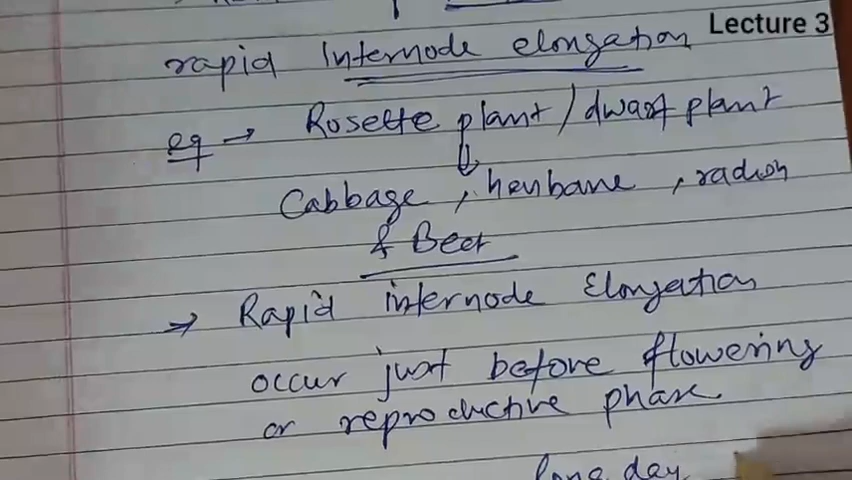 Lecture 3
rapid Internode elongation
eg → Rosette plant / dwarf plant
↓
Cabbage , henbane , radish
& Beet
→ Rapid internode Elongation
occur just before flowering
or reproductive phase
long day